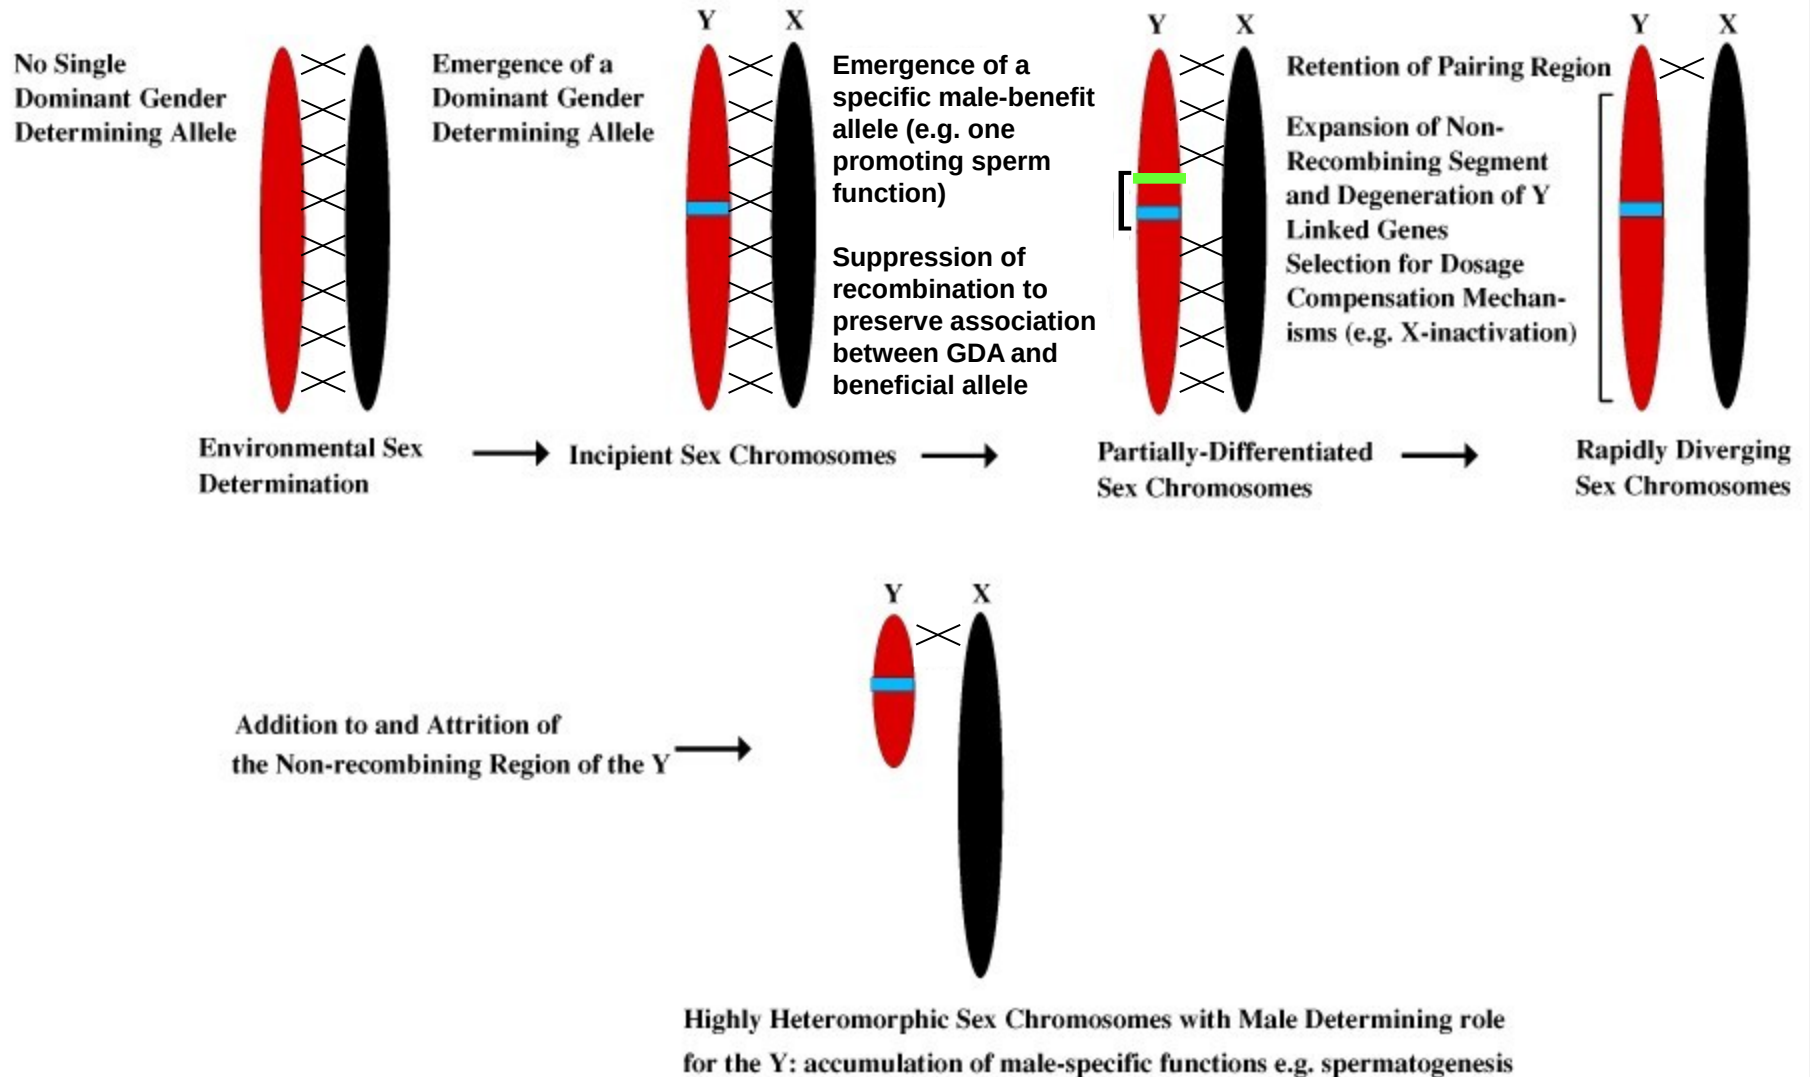 No Single
Dominant Gender
Determining Allele
Emergence of a
Dominant Gender
Determining Allele
Y X
Emergence of a
specific male-benefit
allele (e.g. one
promoting sperm
function)
Suppression of
recombination to
preserve association
between GDA and
beneficial allele
Y X
Retention of Pairing Region
Expansion of Non-
Recombining Segment
and Degeneration of Y
Linked Genes
Selection for Dosage
Compensation Mechan-
isms (e.g. X-inactivation)
Y X
Environmental Sex
Determination
Incipient Sex Chromosomes
Partially-Differentiated
Sex Chromosomes
Rapidly Diverging
Sex Chromosomes
Y X
Addition to and Attrition of
the Non-recombining Region of the Y
Highly Heteromorphic Sex Chromosomes with Male Determining role
for the Y: accumulation of male-specific functions e.g. spermatogenesis